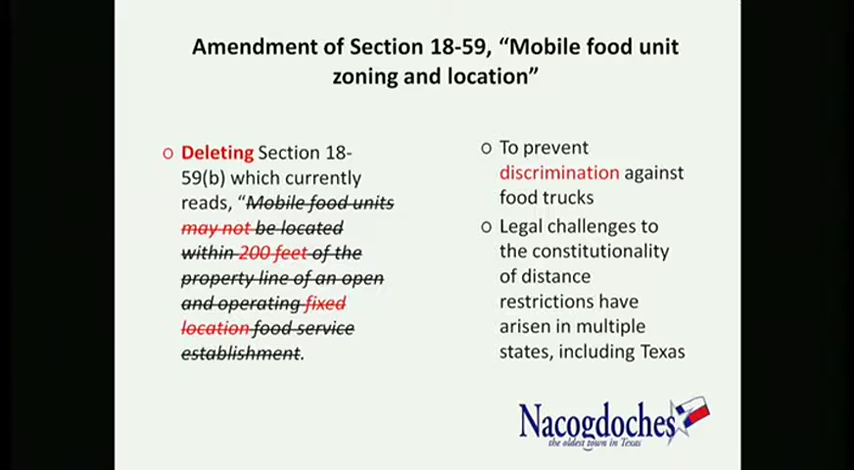 Amendment of Section 18-59, “Mobile food unit
zoning and location”
o Deleting Section 18-
59(b) which currently
reads, “Mobile food units
may not be located
within 200 feet of the
property line of an open
and operating fixed
location food service
establishment.
o To prevent
discrimination against
food trucks
o Legal challenges to
the constitutionality
of distance
restrictions have
arisen in multiple
states, including Texas
Nacogdoches
the oldest town in Texas